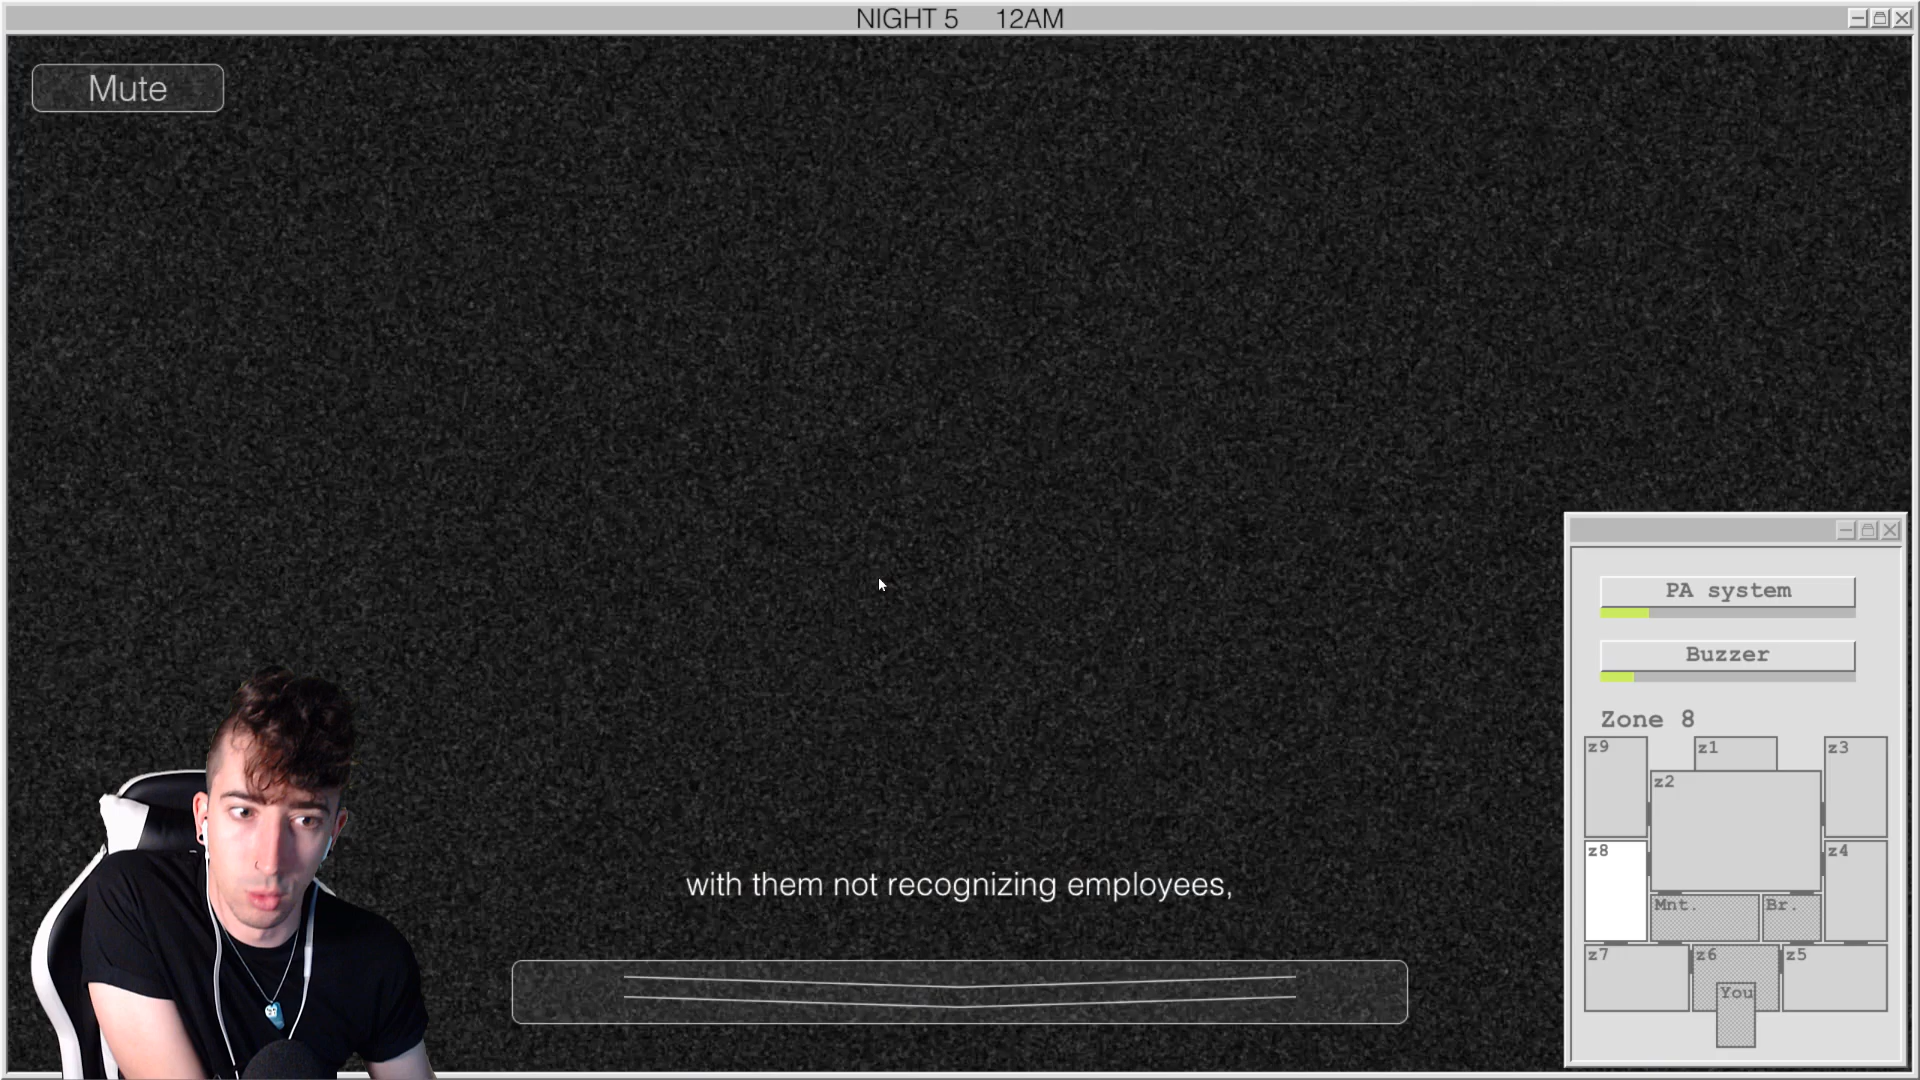 NIGHT 5 12AM
Mute
PA system
Buzzer
Zone 8
z9 z1 z3
z2
z8 z4
Mnt. Br.
z7 z6 z5
You
with them not recognizing employees,